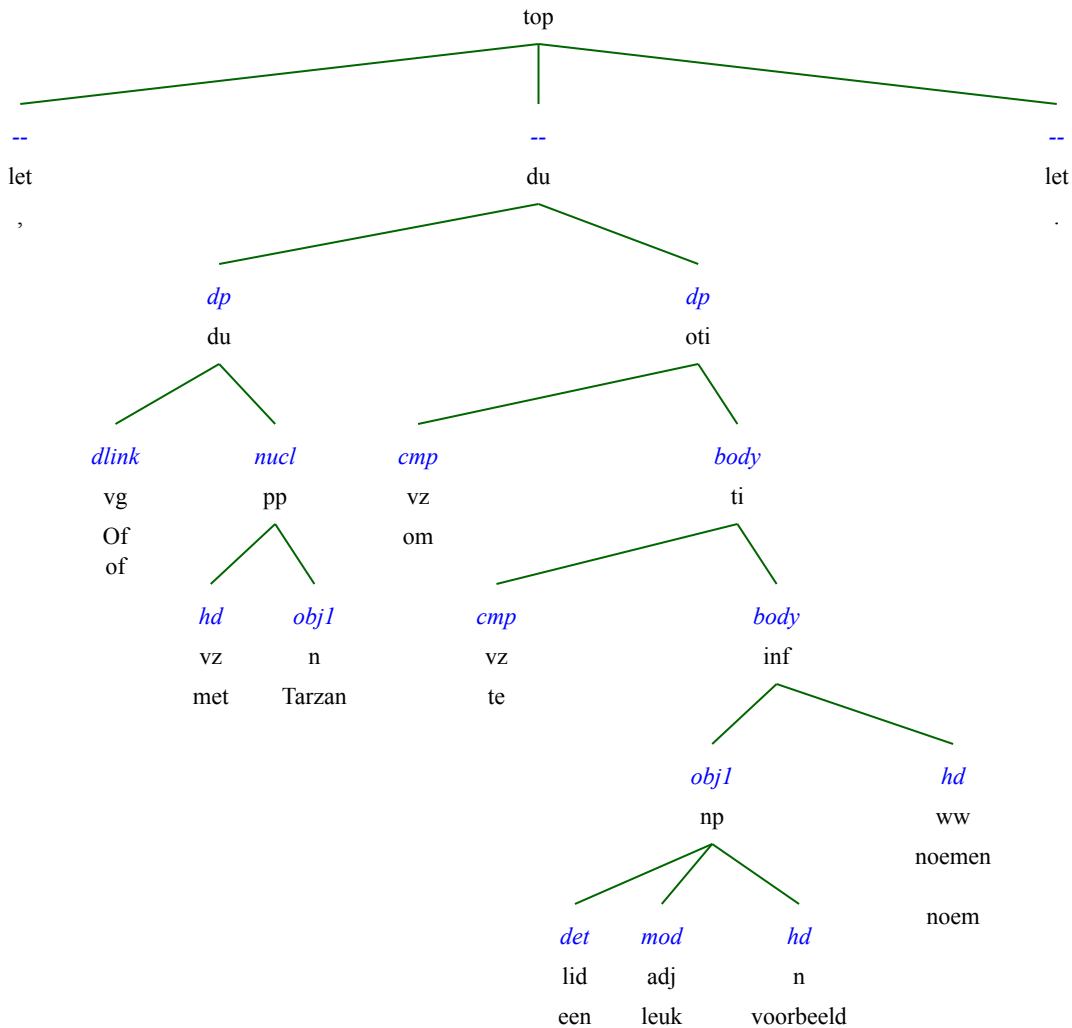 top
-- -- --
let du let
, .
dp dp
du oti
dlink nucl cmp body
vg pp vz ti
Of om
of
hd obj1 cmp body
vz n vz inf
met Tarzan te
obj1 hd
np ww
noemen
noem
det mod hd
lid adj n
een leuk voorbeeld